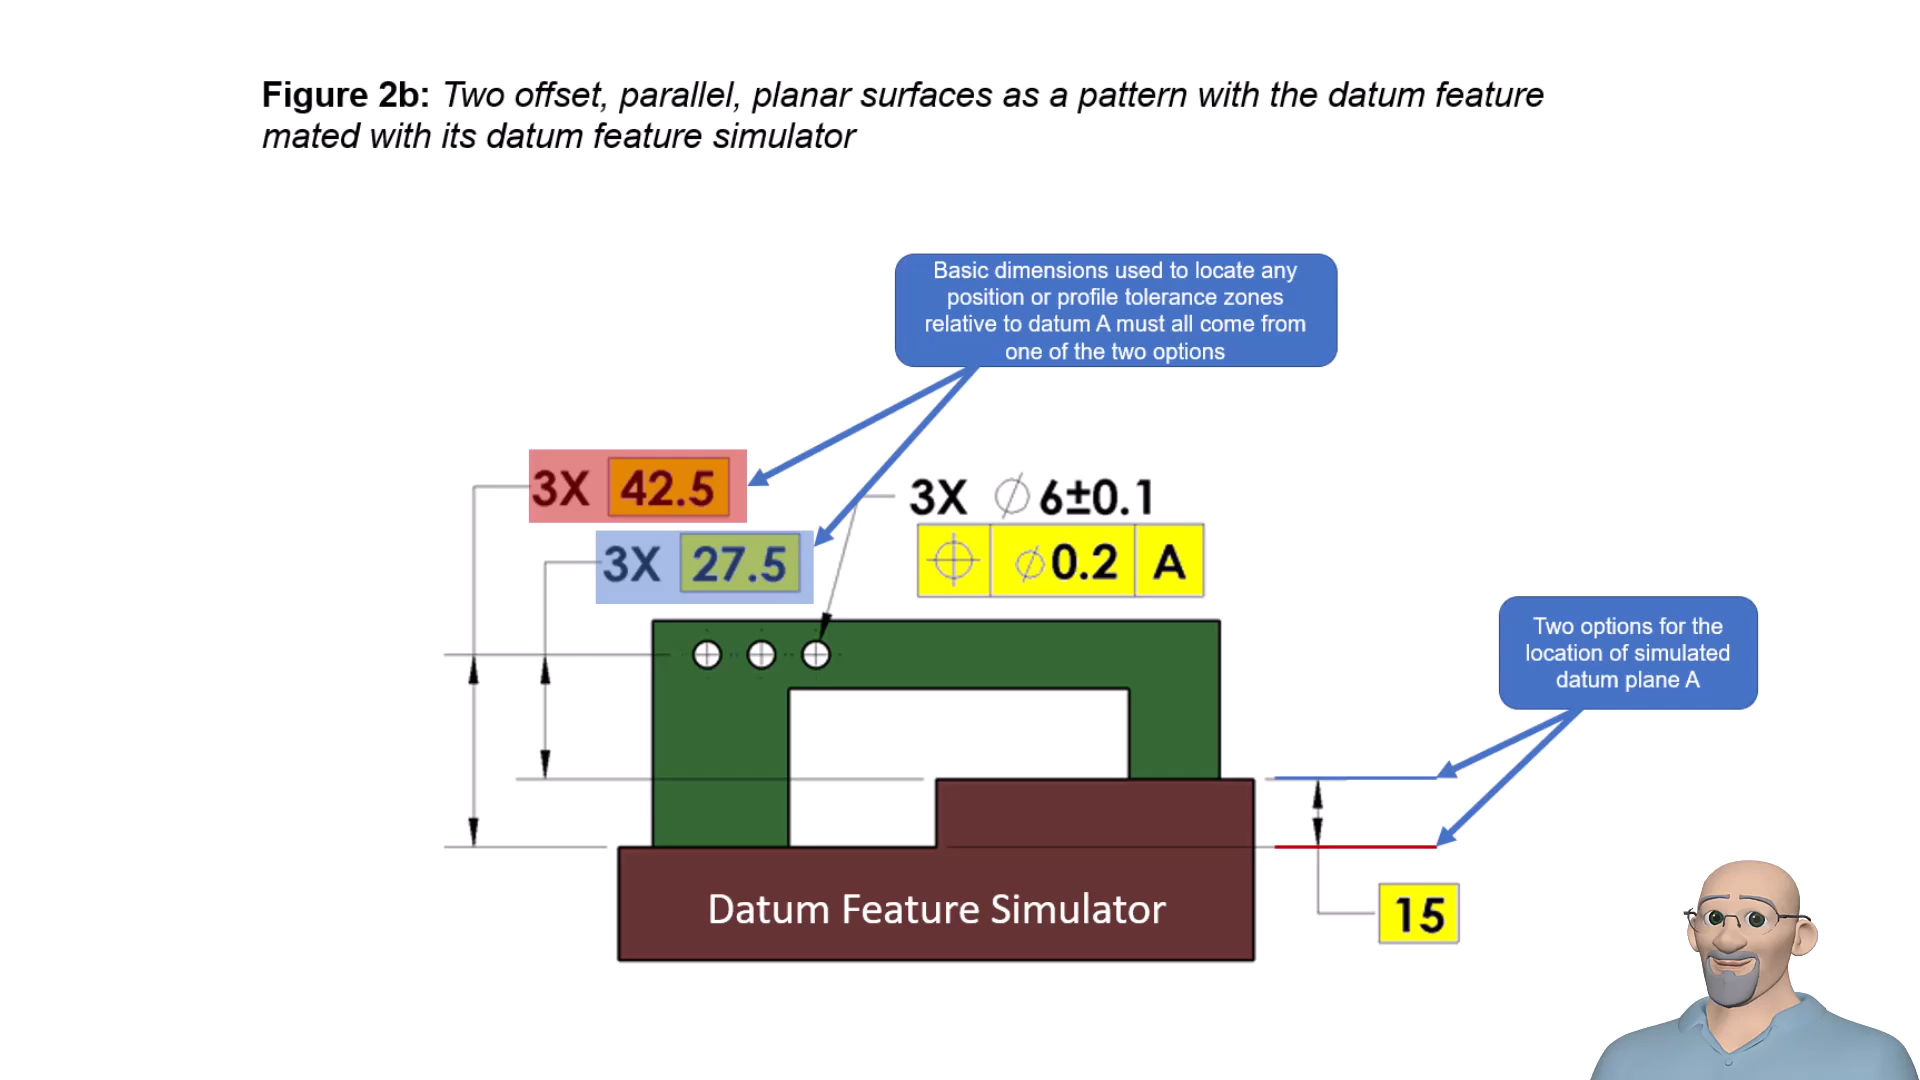 Figure 2b: Two offset, parallel, planar surfaces as a pattern with the datum feature
mated with its datum feature simulator
Basic dimensions used to locate any
position or profile tolerance zones
relative to datum A must all come from
one of the two options
3X 42.5
3X ∅6±0.1
3X 27.5
⌖ ∅0.2 A
Two options for the
location of simulated
datum plane A
Datum Feature Simulator
15